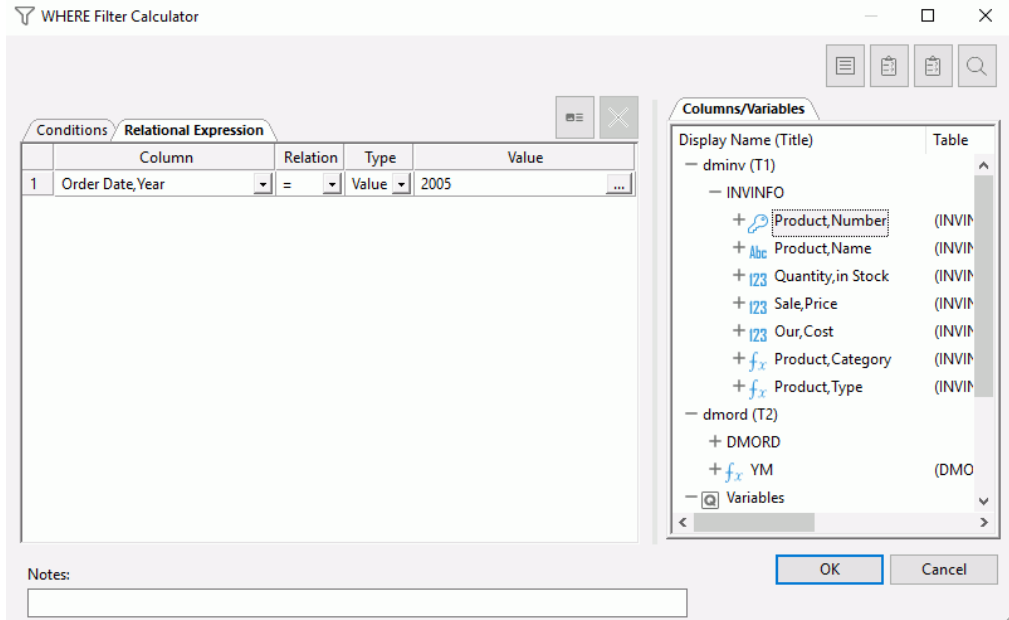 WHERE Filter Calculator
Conditions Relational Expression
Column Relation Type Value
1 Order Date,Year = Value 2005 ...
Columns/Variables
Display Name (Title) Table
dminv (T1)
INVINFO
Product,Number (INVIN
Abc Product,Name (INVIN
123 Quantity,in Stock (INVIN
123 Sale,Price (INVIN
123 Our,Cost (INVIN
fx Product,Category (INVIN
fx Product,Type (INVIN
dmord (T2)
DMORD
fx YM (DMO
Q Variables
OK Cancel
Notes: